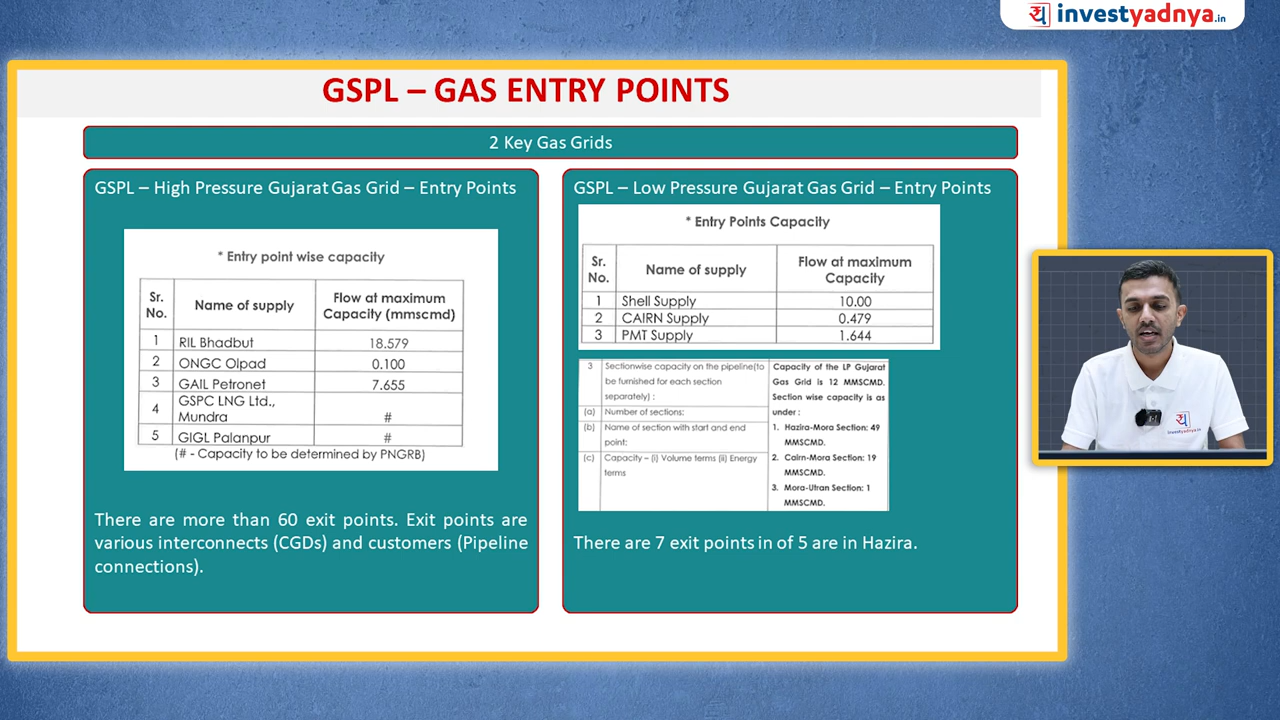 investyadnya.in
GSPL – GAS ENTRY POINTS
2 Key Gas Grids
GSPL – High Pressure Gujarat Gas Grid – Entry Points
* Entry point wise capacity
Sr. No. Name of supply Flow at maximum Capacity (mmscmd)
1 RIL Bhadbut 18.579
2 ONGC Olpad 0.100
3 GAIL Petronet 7.655
4 GSPC LNG Ltd., Mundra #
5 GIGL Palanpur #
(# - Capacity to be determined by PNGRB)
There are more than 60 exit points. Exit points are
various interconnects (CGDs) and customers (Pipeline
connections).
GSPL – Low Pressure Gujarat Gas Grid – Entry Points
* Entry Points Capacity
Sr. No. Name of supply Flow at maximum Capacity
1 Shell Supply 10.00
2 CAIRN Supply 0.479
3 PMT Supply 1.644
3 Sectionwise capacity on the pipeline(to
be furnished for each section
separately) :
(a) Number of sections:
(b) Name of section with start and end
point:
(c) Capacity – (i) Volume terms (ii) Energy
terms
Capacity of the LP Gujarat
Gas Grid is 12 MMSCMD.
Section wise capacity is as
under :
1. Hazira-Mora Section: 49
MMSCMD.
2. Cairn-Mora Section: 19
MMSCMD.
3. Mora-Utran Section: 1
MMSCMD.
There are 7 exit points in of 5 are in Hazira.
investyadnya.in